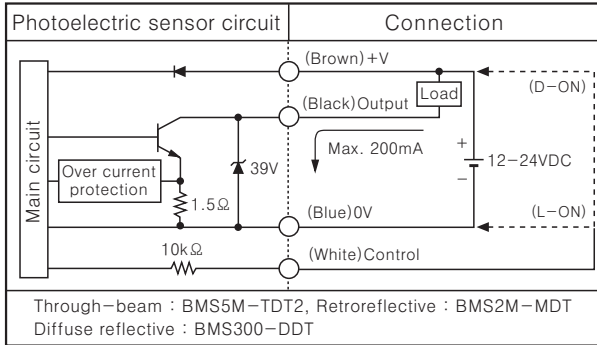 Photoelectric sensor circuit
Connection
(Brown)+V
(D-ON)
(Black)Output
Load
Main circuit
Max. 200mA
+
12-24VDC
-
Over current
protection
39V
1.5Ω
(Blue)0V
(L-ON)
10kΩ
(White)Control
Through-beam : BMS5M-TDT2, Retroreflective : BMS2M-MDT
Diffuse reflective : BMS300-DDT